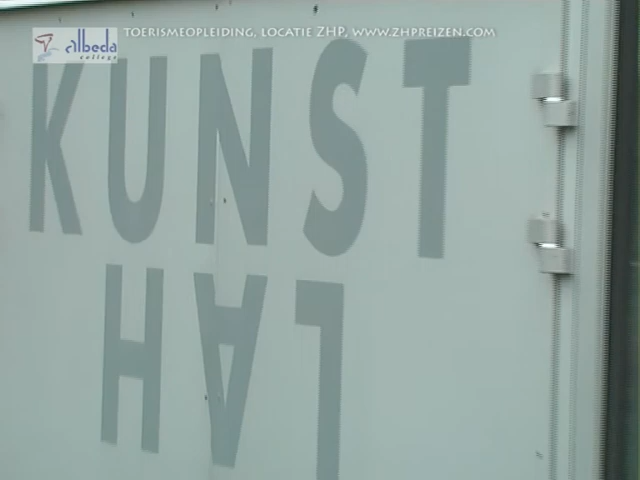 albeda
college
TOERISMEOPLEIDING, LOCATIE ZHP, WWW.ZHPREIZEN.COM
KUNST
HAL